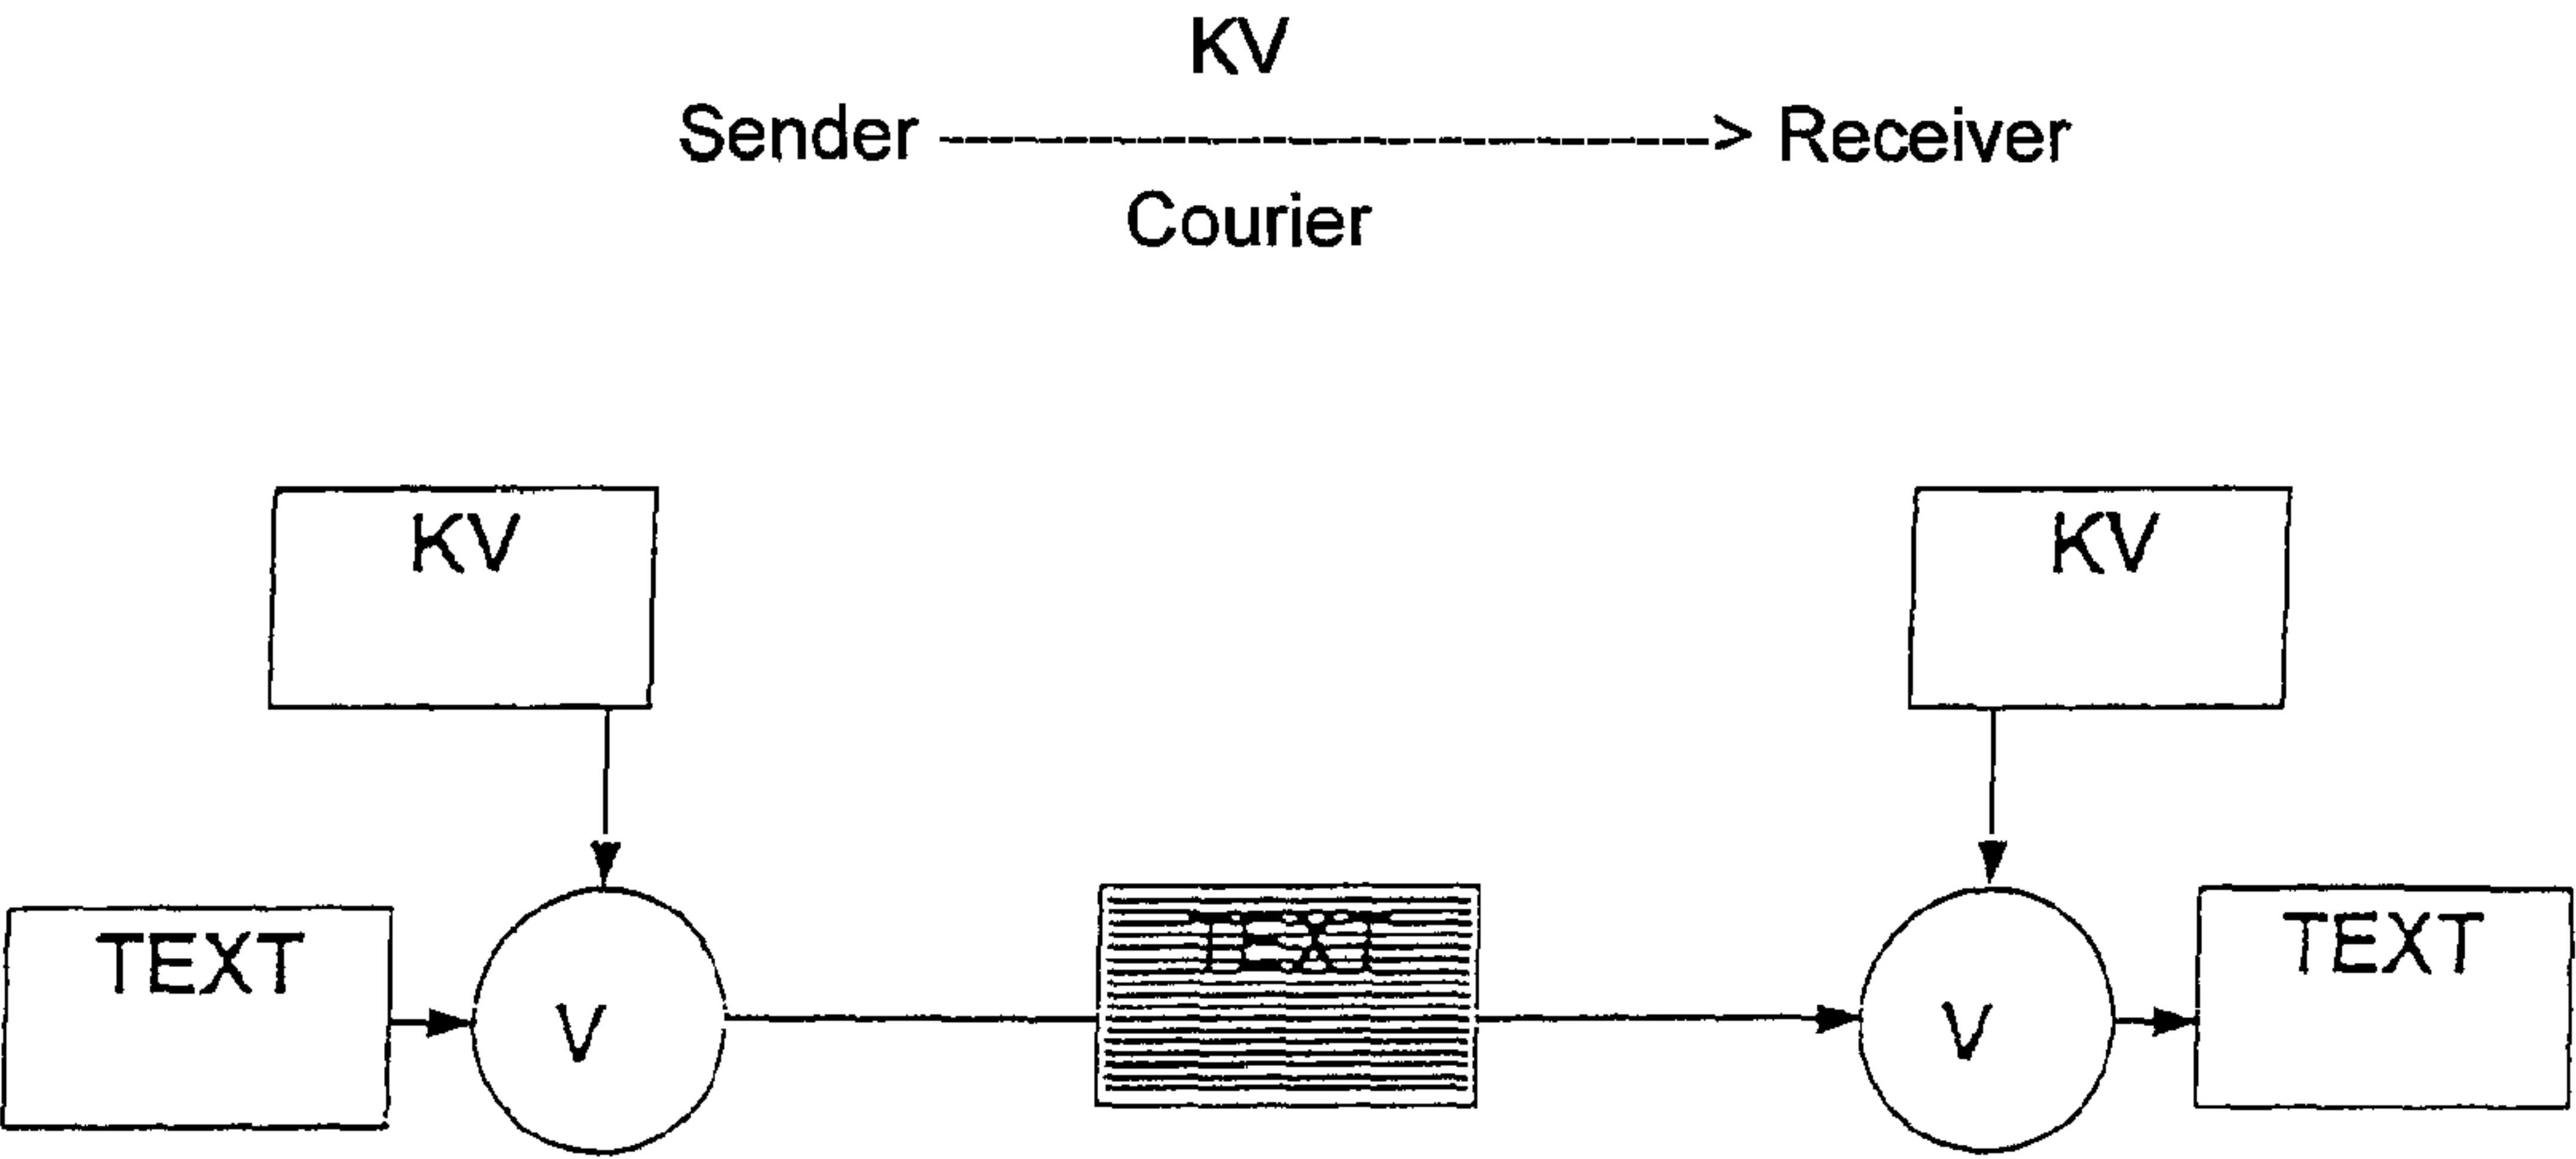 KV
Sender ----------------------------> Receiver
Courier
KV
KV
TEXT
V
TEXT
V
TEXT